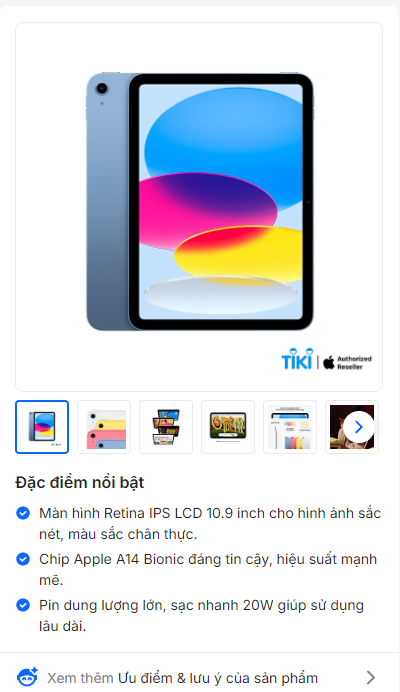 TIKI | Authorized
Reseller
Đặc điểm nổi bật
Màn hình Retina IPS LCD 10.9 inch cho hình ảnh sắc
nét, màu sắc chân thực.
Chip Apple A14 Bionic đáng tin cậy, hiệu suất mạnh
mẽ.
Pin dung lượng lớn, sạc nhanh 20W giúp sử dụng
lâu dài.
Xem thêm Ưu điểm & lưu ý của sản phẩm